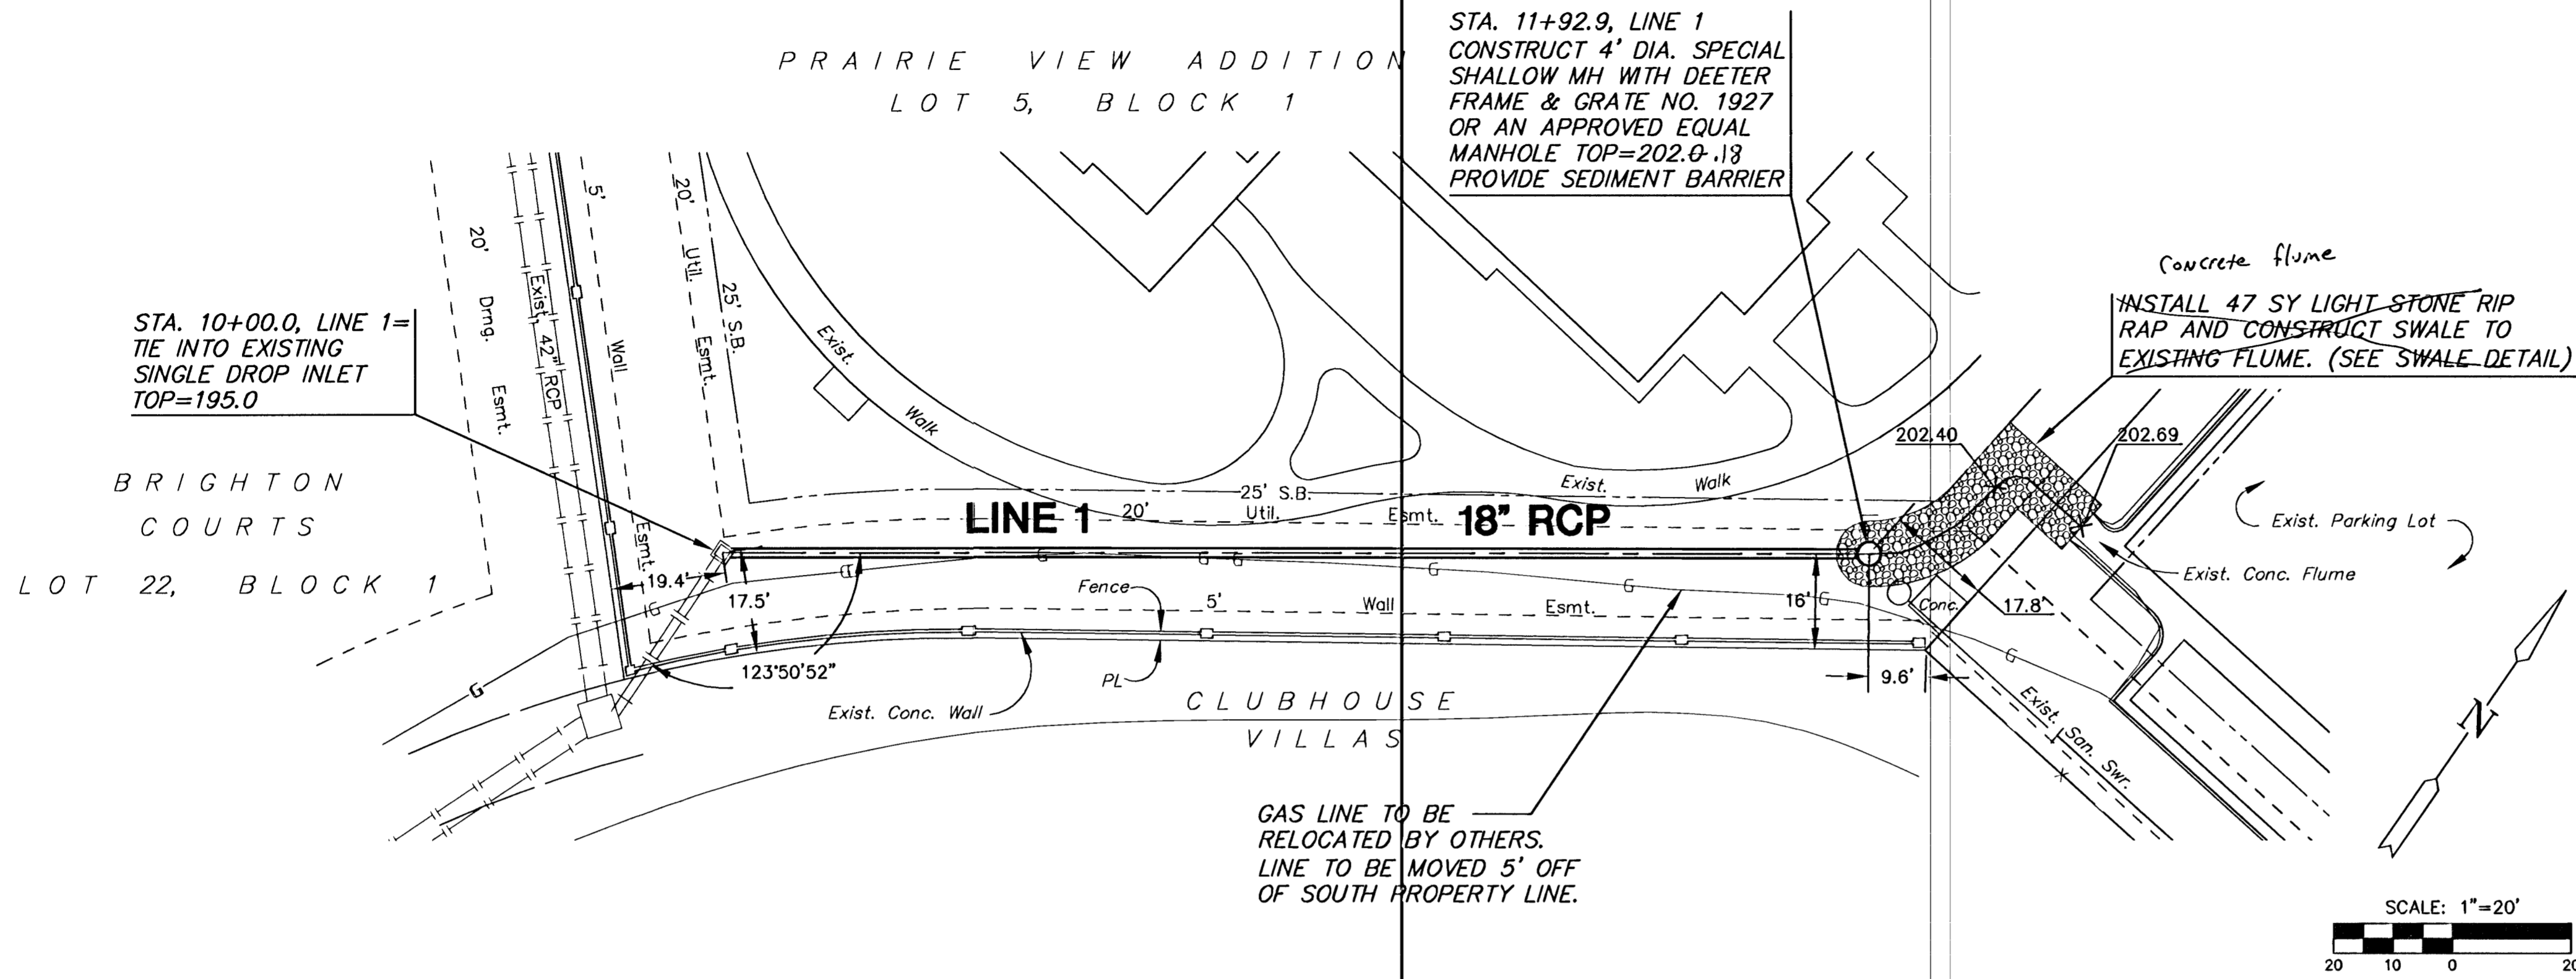 PRAIRIE VIEW ADDITION
LOT 5, BLOCK 1
STA. 11+92.9, LINE 1
CONSTRUCT 4' DIA. SPECIAL
SHALLOW MH WITH DEETER
FRAME & GRATE NO. 1927
OR AN APPROVED EQUAL
MANHOLE TOP=202.0 .18
PROVIDE SEDIMENT BARRIER
Concrete flume
INSTALL 47 SY LIGHT STONE RIP
RAP AND CONSTRUCT SWALE TO
EXISTING FLUME. (SEE SWALE DETAIL)
STA. 10+00.0, LINE 1=
TIE INTO EXISTING
SINGLE DROP INLET
TOP=195.0
20' Drng. Esmt.
Exist. 42" RCP
5' Wall Esmt.
20' Util. Esmt.
25' S.B.
Exist. Walk
BRIGHTON
COURTS
LOT 22, BLOCK 1
25' S.B.
Exist. Walk
LINE 1
20' Util. Esmt.
18" RCP
202.40
202.69
Exist. Parking Lot
Exist. Conc. Flume
G
G
G
G
G
G
G
G
G
G
19.4'
17.5'
Fence
5' Wall Esmt.
16'
Conc.
17.8'
123°50'52"
PL
9.6'
Exist. Conc. Wall
CLUBHOUSE
VILLAS
Exist. San. Swr.
N
GAS LINE TO BE
RELOCATED BY OTHERS.
LINE TO BE MOVED 5' OFF
OF SOUTH PROPERTY LINE.
SCALE: 1"=20'
20 10 0 20